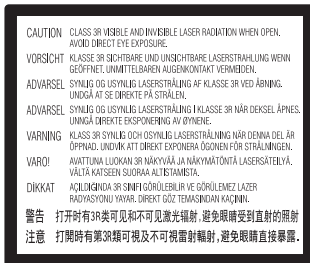 CAUTION CLASS 3R VISIBLE AND INVISIBLE LASER RADIATION WHEN OPEN.
AVOID DIRECT EYE EXPOSURE.
VORSICHT KLASSE 3R SICHTBARE UND UNSICHTBARE LASERSTRAHLUNG WENN
GEÖFFNET. UNMITTELBAREN AUGENKONTAKT VERMEIDEN.
ADVARSEL SYNLIG OG USYNLIG LASERSTRÅLING AF KLASSE 3R VED ÅBNING.
UNDGÅ AT SE DIREKTE PÅ STRÅLEN.
ADVARSEL SYNLIG OG USYNLIG LASERSTRÅLING I KLASSE 3R NÅR DEKSEL ÅPNES.
UNNGÅ DIREKTE EKSPONERING AV ØYNENE.
VARNING KLASS 3R SYNLIG OCH OSYNLIG LASERSTRÅLNING NÄR DENNA DEL ÄR
ÖPPNAD. UNDVIK ATT DIREKT EXPONERA ÖGONEN FÖR STRÅLNINGEN.
VARO! AVATTUNA LUOKAN 3R NÄKYVÄÄ JA NÄKYMÄTÖNTÄ LASERSÄTEILYÄ.
VÄLTÄ KATSEEN SUORAA ALTISTAMISTA.
DİKKAT AÇILDIĞINDA 3R SINIFI GÖRÜLEBİLİR VE GÖRÜLEMEZ LAZER
RADYASYONU YAYAR. DİREKT GÖZ TEMASINDAN KAÇININ.
警告 打开时有3R类可见和不可见激光辐射,避免眼睛受到直射的照射
注意 打開時有第3R類可視及不可視雷射輻射,避免眼睛直接暴露。